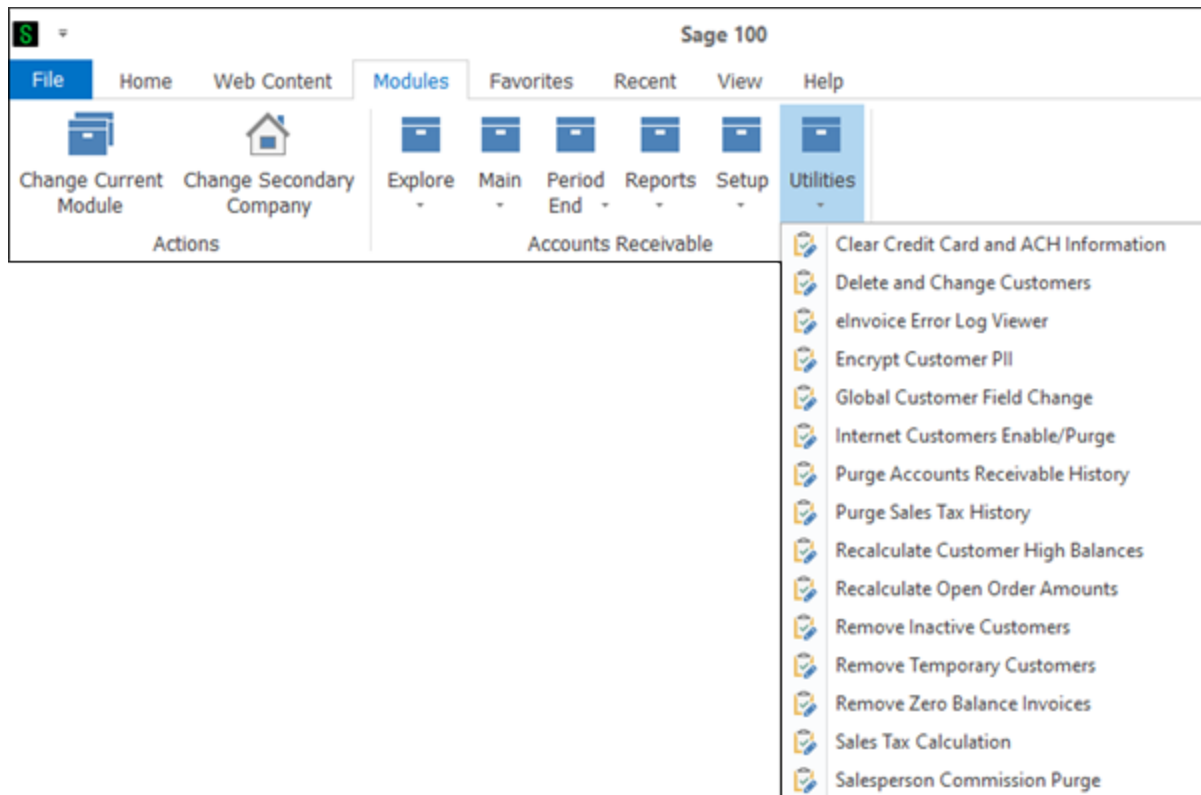 S
Sage 100
File Home Web Content Modules Favorites Recent View Help
Change Current Module
Change Secondary Company
Explore
Main
Period End
Reports
Setup
Utilities
Actions
Accounts Receivable
Clear Credit Card and ACH Information
Delete and Change Customers
eInvoice Error Log Viewer
Encrypt Customer PII
Global Customer Field Change
Internet Customers Enable/Purge
Purge Accounts Receivable History
Purge Sales Tax History
Recalculate Customer High Balances
Recalculate Open Order Amounts
Remove Inactive Customers
Remove Temporary Customers
Remove Zero Balance Invoices
Sales Tax Calculation
Salesperson Commission Purge